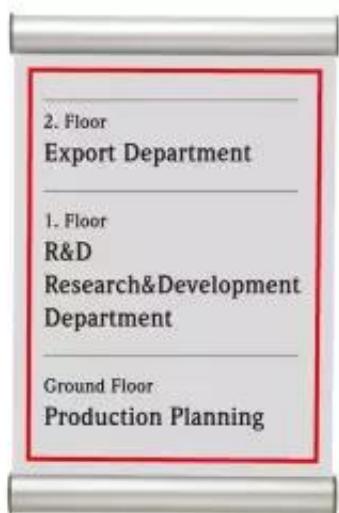 2. Floor
Export Department
1. Floor
R&D
Research&Development
Department
Ground Floor
Production Planning